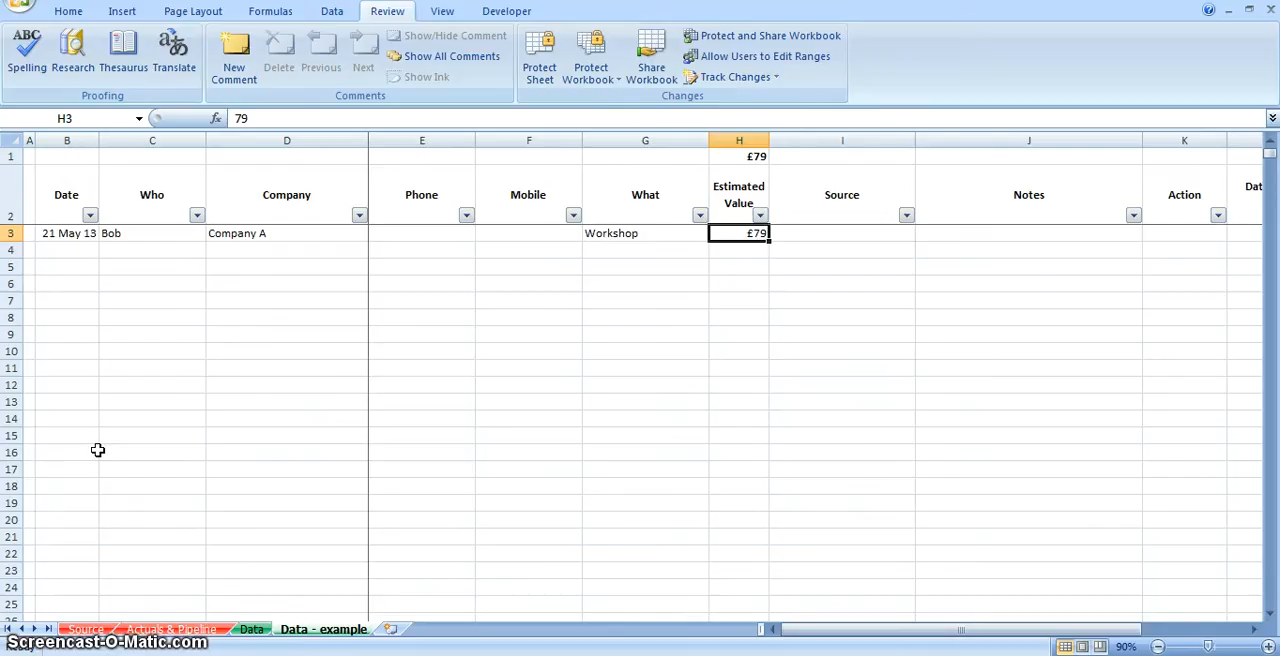 Home Insert Page Layout Formulas Data Review View Developer
ABC
Spelling Research Thesaurus Translate
Proofing
New Comment Delete Previous Next
Show/Hide Comment
Show All Comments
Show Ink
Comments
Protect Sheet Protect Workbook Share Workbook
Protect and Share Workbook
Allow Users to Edit Ranges
Track Changes
Changes
H3 fx 79
A B C D E F G H I J K
1 £79
2 Date Who Company Phone Mobile What Estimated Value Source Notes Action Dat
3 21 May 13 Bob Company A Workshop £79
4
5
6
7
8
9
10
11
12
13
14
15
16
17
18
19
20
21
22
23
24
25
Source Actuals & Pipeline Data Data - example
Screencast-O-Matic.com
90%